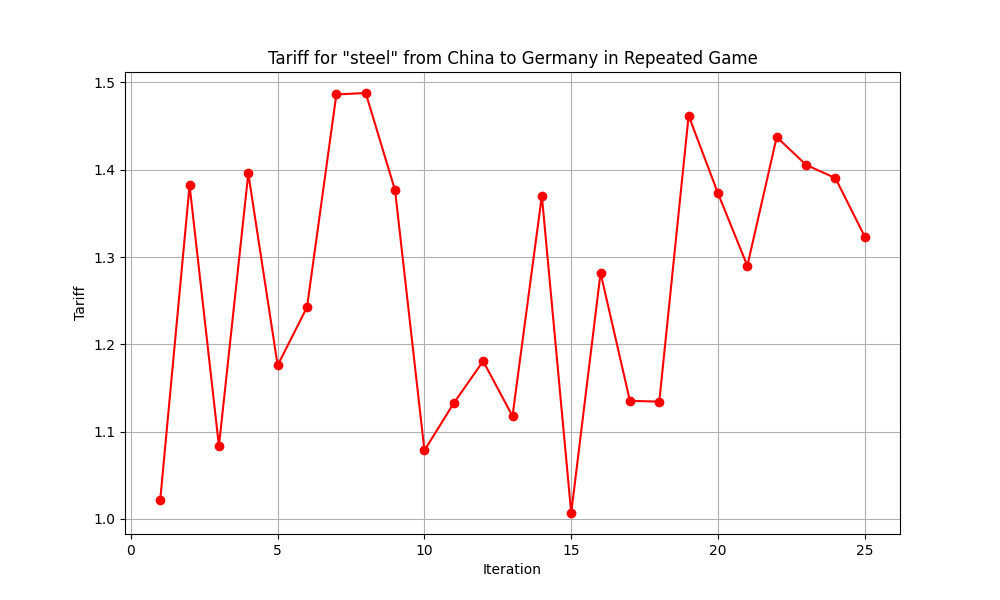 Tariff for "steel" from China to Germany in Repeated Game
1.5
1.4
1.3
1.2
1.1
1.0
Tariff
0 5 10 15 20 25
Iteration